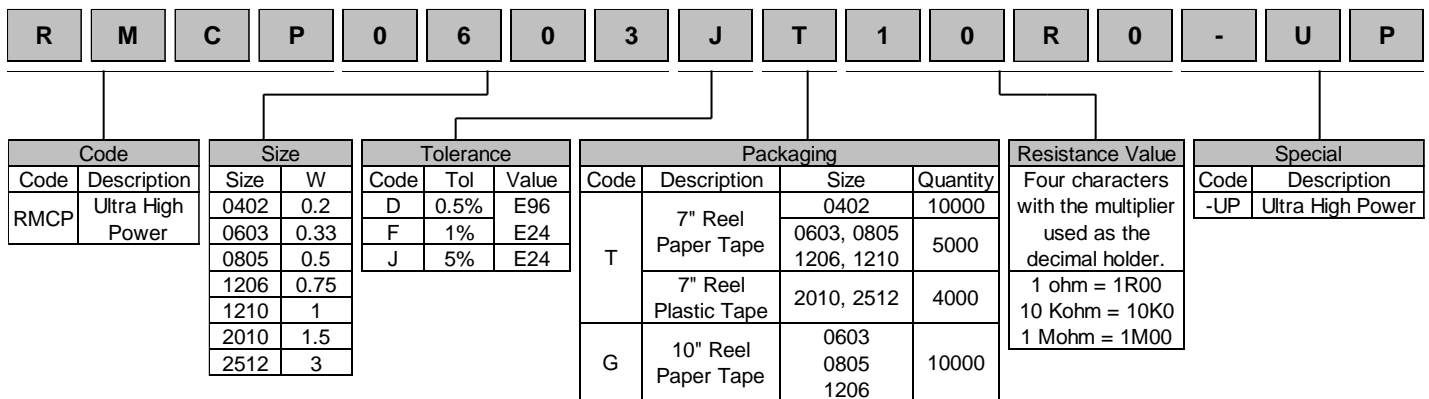 R M C P 0 6 0 3 J T 1 0 R 0 - U P
Code
Code Description
RMCP Ultra High Power
Size
Size W
0402 0.2
0603 0.33
0805 0.5
1206 0.75
1210 1
2010 1.5
2512 3
Tolerance
Code Tol Value
D 0.5% E96
F 1% E24
J 5% E24
Packaging
Code Description Size Quantity
T 7" Reel Paper Tape 0402 10000
0603, 0805 1206, 1210 5000
7" Reel Plastic Tape 2010, 2512 4000
G 10" Reel Paper Tape 0603 0805 1206 10000
Resistance Value
Four characters
with the multiplier
used as the
decimal holder.
1 ohm = 1R00
10 Kohm = 10K0
1 Mohm = 1M00
Special
Code Description
-UP Ultra High Power